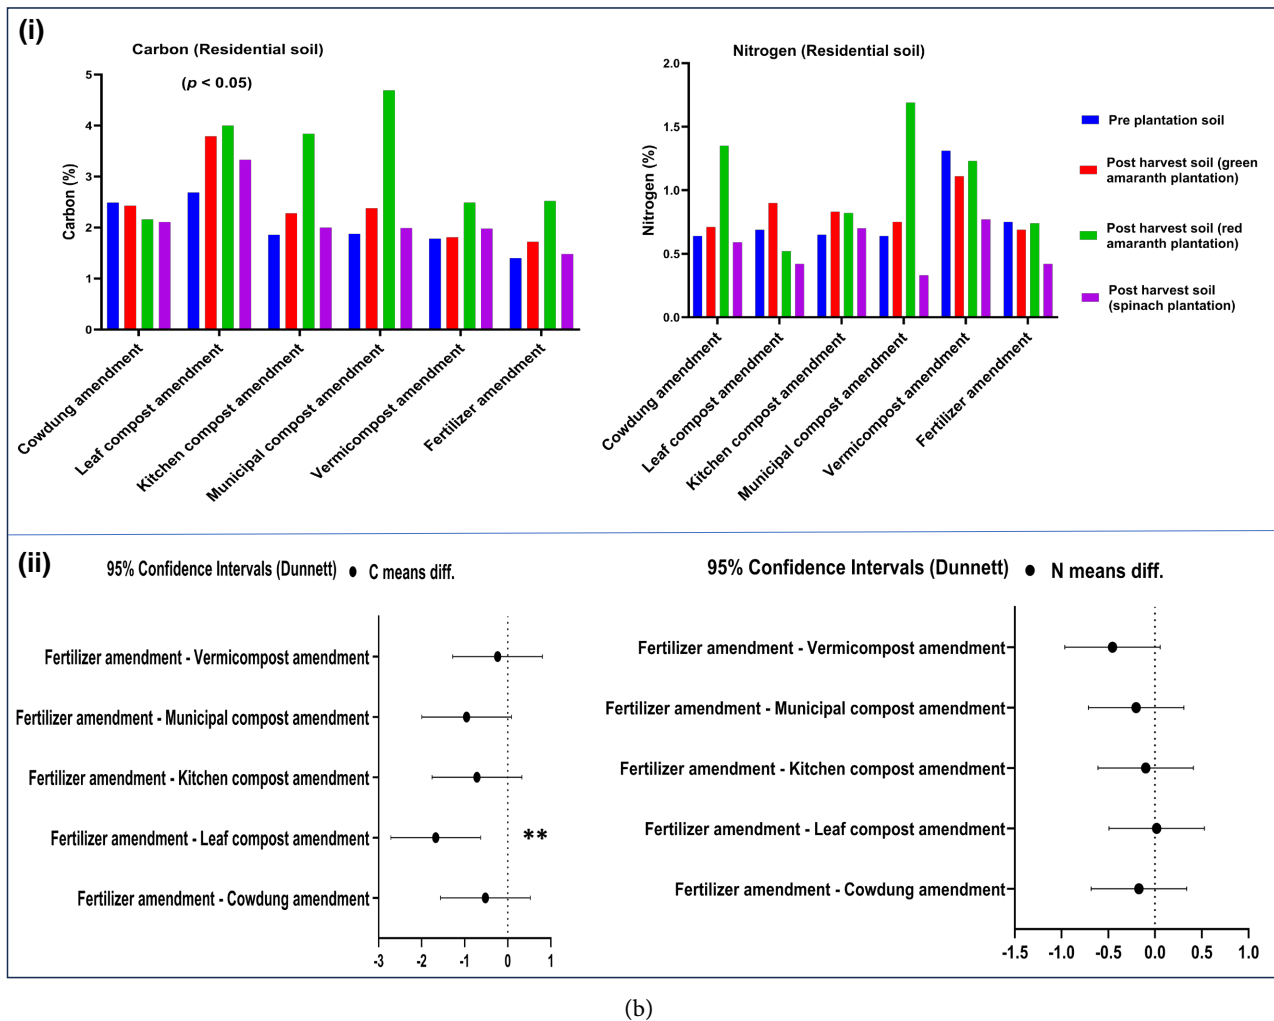 (i)
Carbon (Residential soil)
(p < 0.05)
Carbon (%)
5
4
3
2
1
0
Cowdung amendment
Leaf compost amendment
Kitchen compost amendment
Municipal compost amendment
Vermicompost amendment
Fertilizer amendment
Nitrogen (Residential soil)
Nitrogen (%)
2.0
1.5
1.0
0.5
0.0
Cowdung amendment
Leaf compost amendment
Kitchen compost amendment
Municipal compost amendment
Vermicompost amendment
Fertilizer amendment
Pre plantation soil
Post harvest soil (green
amaranth plantation)
Post harvest soil (red
amaranth plantation)
Post harvest soil
(spinach plantation)
(ii)
95% Confidence Intervals (Dunnett) ● C means diff.
Fertilizer amendment - Vermicompost amendment
Fertilizer amendment - Municipal compost amendment
Fertilizer amendment - Kitchen compost amendment
Fertilizer amendment - Leaf compost amendment
**
Fertilizer amendment - Cowdung amendment
-3 -2 -1 0 1
95% Confidence Intervals (Dunnett) ● N means diff.
Fertilizer amendment - Vermicompost amendment
Fertilizer amendment - Municipal compost amendment
Fertilizer amendment - Kitchen compost amendment
Fertilizer amendment - Leaf compost amendment
Fertilizer amendment - Cowdung amendment
-1.5 -1.0 -0.5 0.0 0.5 1.0
(b)